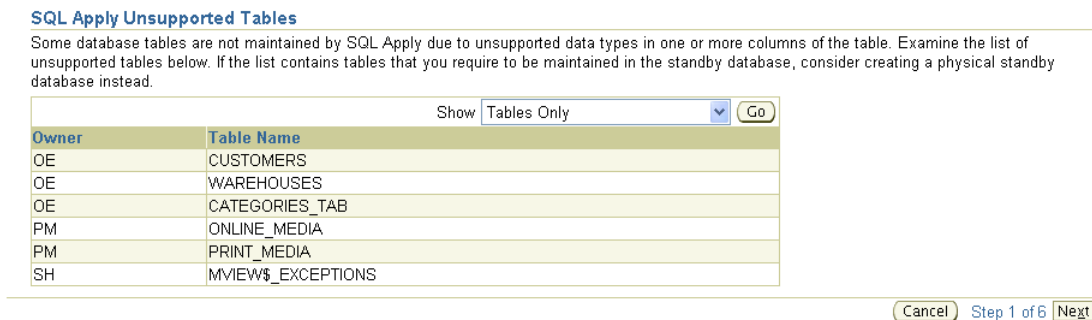 SQL Apply Unsupported Tables
Some database tables are not maintained by SQL Apply due to unsupported data types in one or more columns of the table. Examine the list of
unsupported tables below. If the list contains tables that you require to be maintained in the standby database, consider creating a physical standby
database instead.
Show Tables Only Go
Owner Table Name
OE CUSTOMERS
OE WAREHOUSES
OE CATEGORIES_TAB
PM ONLINE_MEDIA
PM PRINT_MEDIA
SH MVIEW$_EXCEPTIONS
Cancel Step 1 of 6 Next